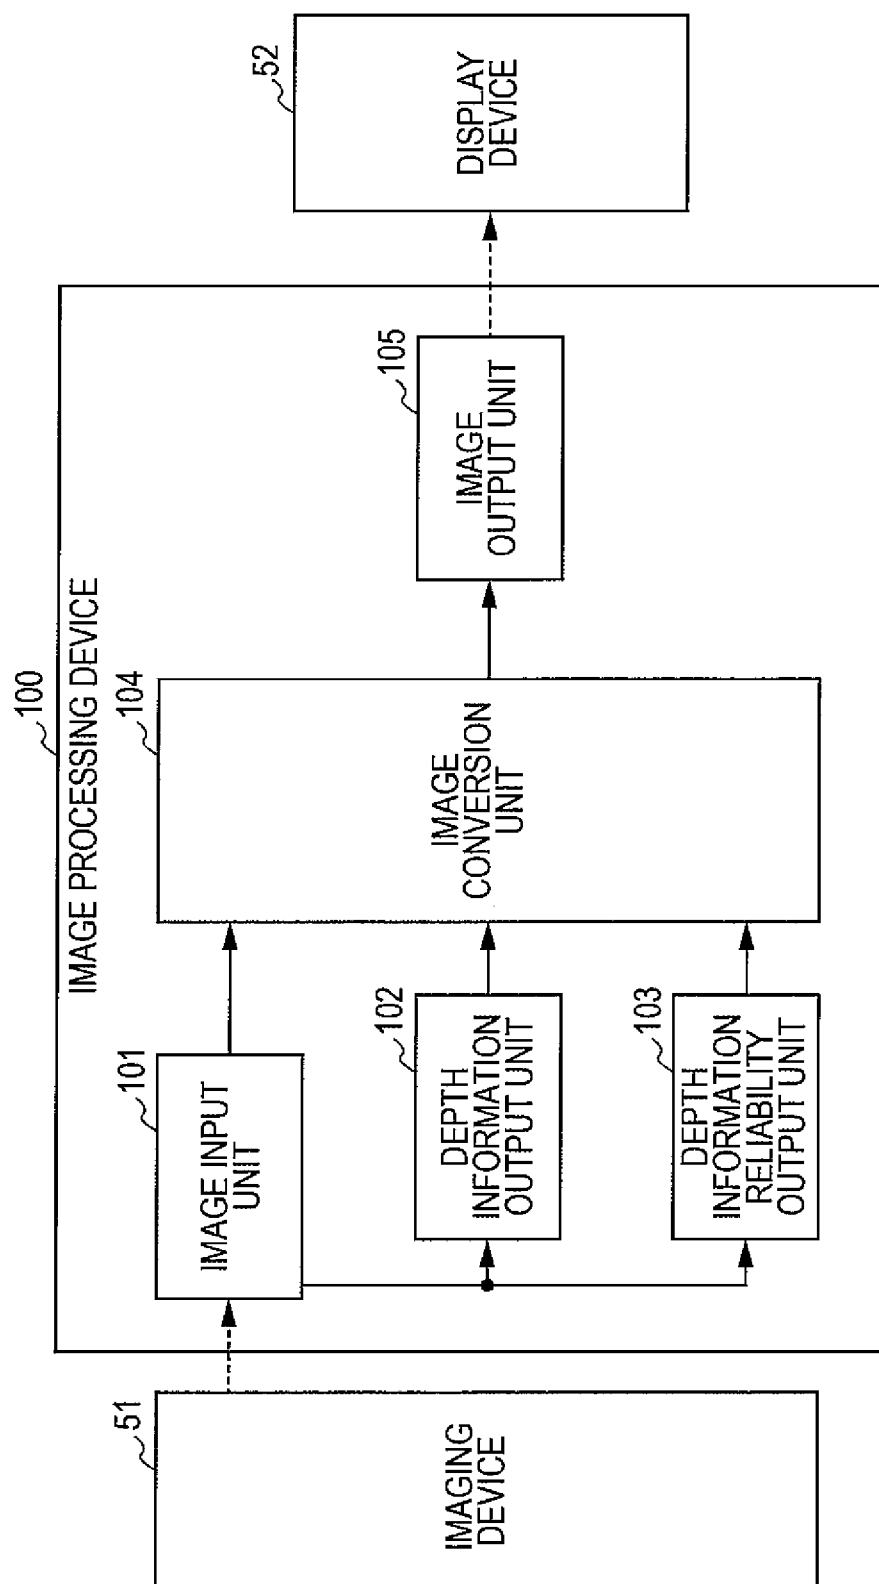 100
IMAGE PROCESSING DEVICE
51
IMAGING
DEVICE
101
IMAGE INPUT
UNIT
102
DEPTH
INFORMATION
OUTPUT UNIT
103
DEPTH
INFORMATION
RELIABILITY
OUTPUT UNIT
104
IMAGE
CONVERSION
UNIT
105
IMAGE
OUTPUT UNIT
52
DISPLAY
DEVICE